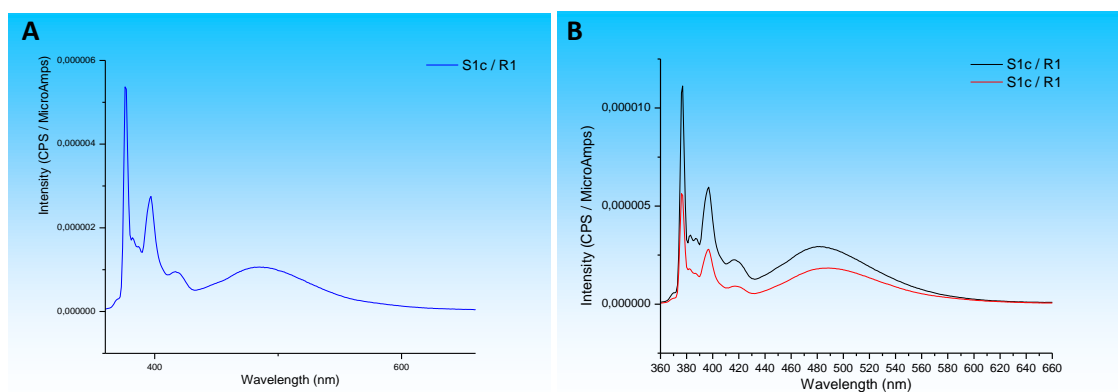 A
S1c / R1
0,000006
0,000004
0,000002
0,000000
Intensity (CPS / MicroAmps)
400
600
Wavelength (nm)
B
S1c / R1
S1c / R1
0,000010
0,000005
0,000000
Intensity (CPS / MicroAmps)
360 380 400 420 440 460 480 500 520 540 560 580 600 620 640 660
Wavelength (nm)